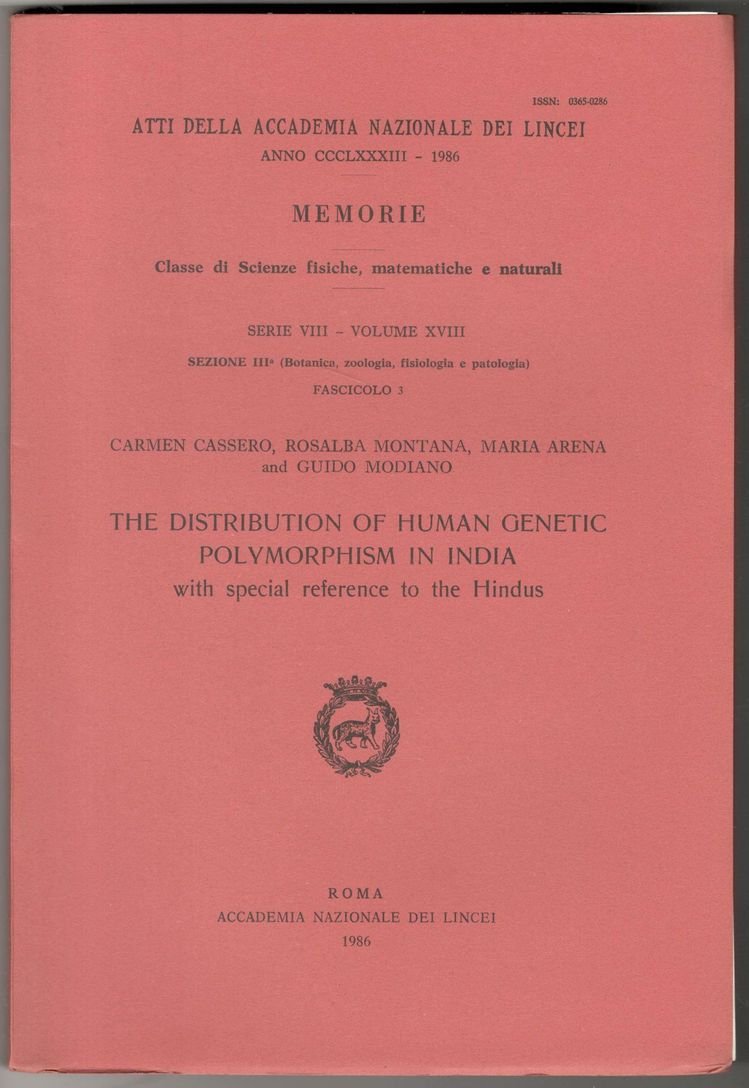 ISSN: 0365-0286
ATTI DELLA ACCADEMIA NAZIONALE DEI LINCEI
ANNO CCCLXXXIII – 1986
MEMORIE
Classe di Scienze fisiche, matematiche e naturali
SERIE VIII – VOLUME XVIII
SEZIONE IIIª (Botanica, zoologia, fisiologia e patologia)
FASCICOLO 3
CARMEN CASSERO, ROSALBA MONTANA, MARIA ARENA
and GUIDO MODIANO
THE DISTRIBUTION OF HUMAN GENETIC
POLYMORPHISM IN INDIA
with special reference to the Hindus
ROMA
ACCADEMIA NAZIONALE DEI LINCEI
1986